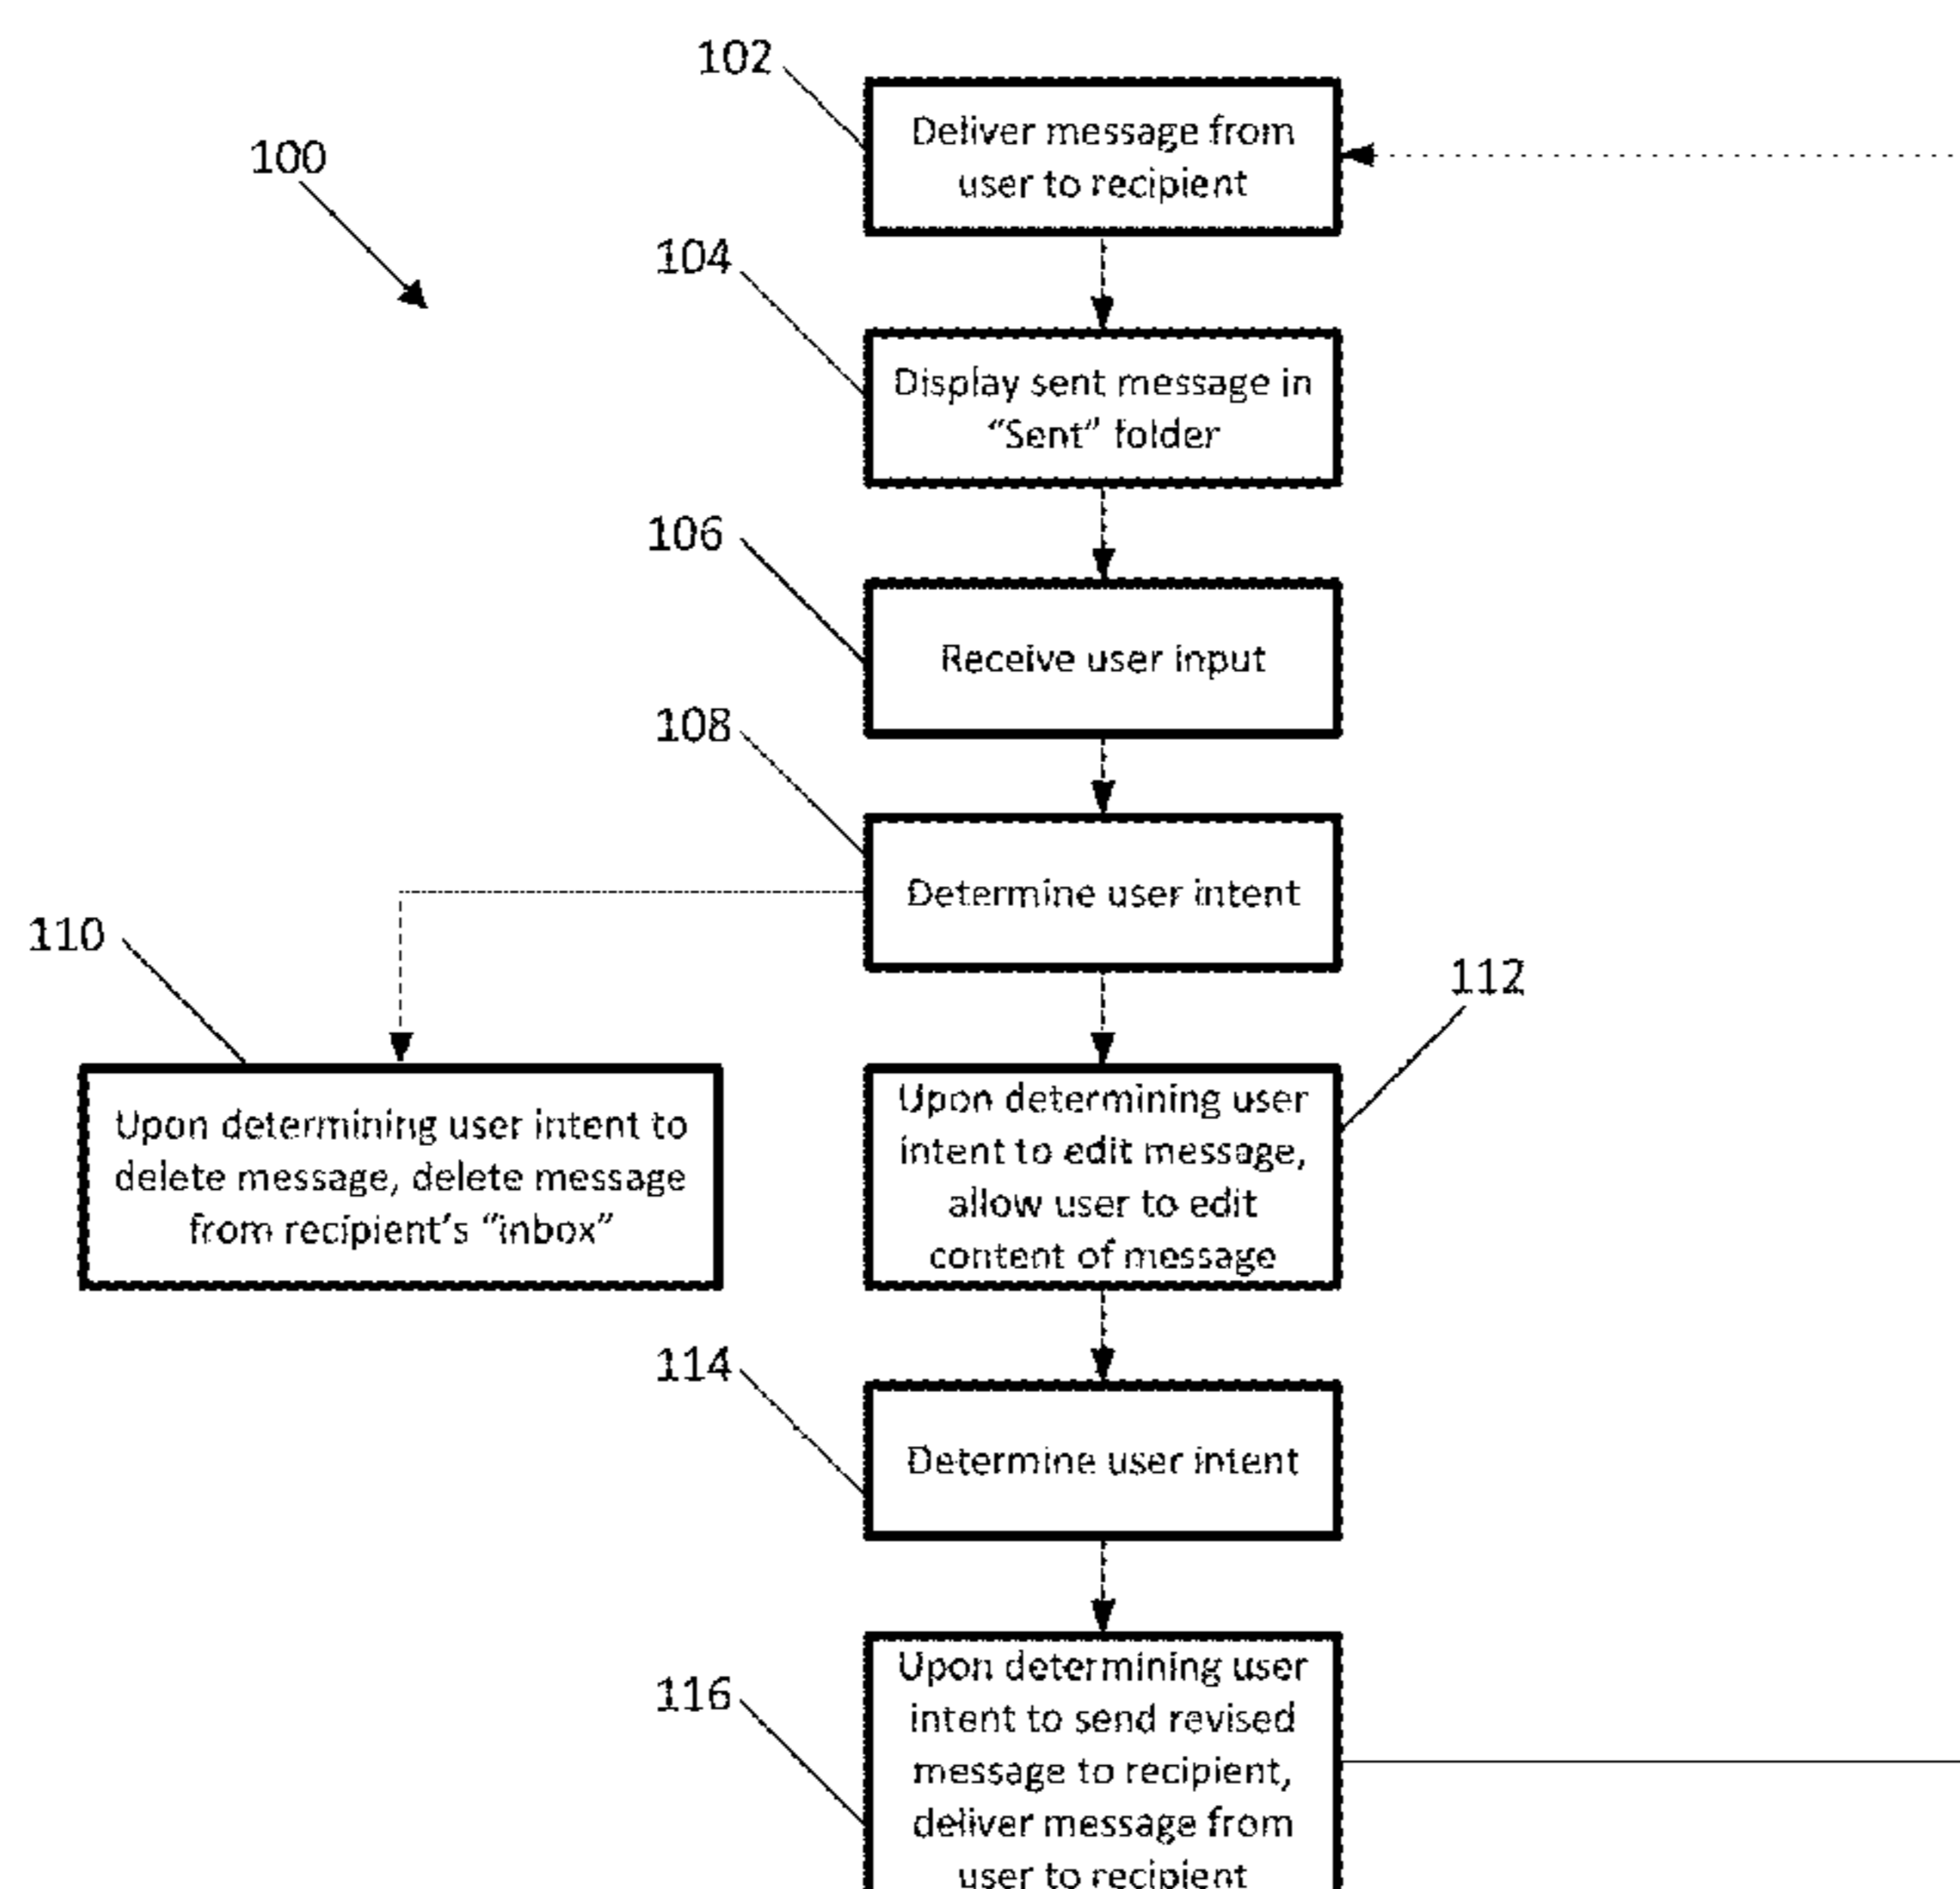 102
Deliver message from
user to recipient
100
104
Display sent message in
“Sent” folder
106
Receive user input
108
Determine user intent
110
112
Upon determining user intent to
delete message, delete message
from recipient’s “inbox”
Upon determining user
intent to edit message,
allow user to edit
content of message
114
Determine user intent
116
Upon determining user
intent to send revised
message to recipient,
deliver message from
user to recipient